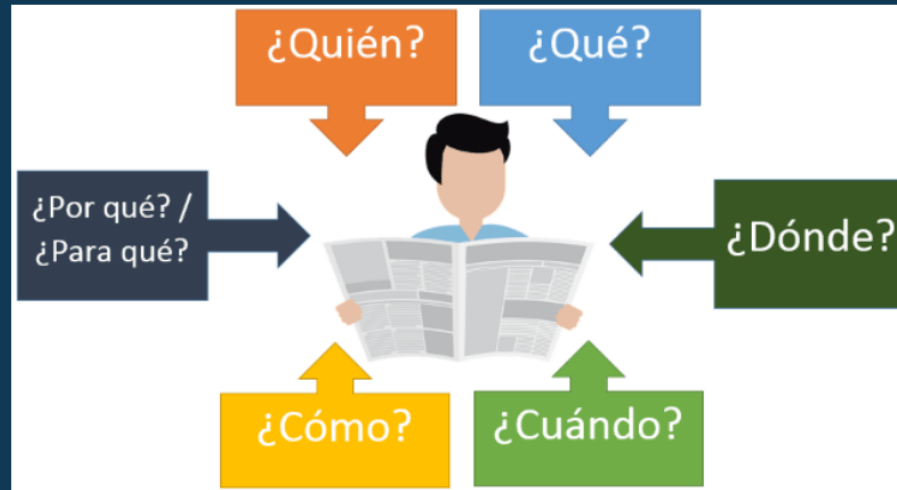 ¿Quién?
¿Qué?
¿Por qué? /
¿Para qué?
¿Dónde?
¿Cómo?
¿Cuándo?